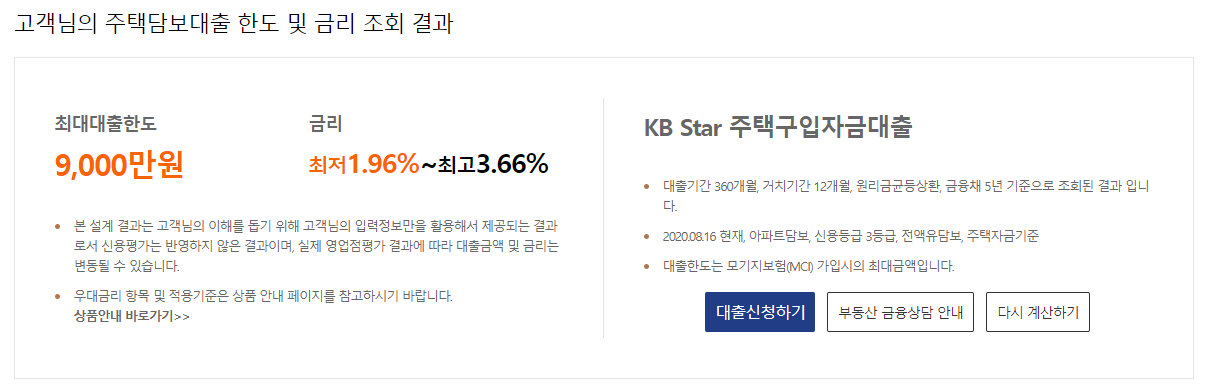 고객님의 주택담보대출 한도 및 금리 조회 결과
최대대출한도
9,000만원
금리
최저1.96%~최고3.66%
본 설계 결과는 고객님의 이해를 돕기 위해 고객님의 입력정보만을 활용해서 제공되는 결과
로서 신용평가는 반영하지 않은 결과이며, 실제 영업점평가 결과에 따라 대출금액 및 금리는
변동될 수 있습니다.
우대금리 항목 및 적용기준은 상품 안내 페이지를 참고하시기 바랍니다.
상품안내 바로가기>>
KB Star 주택구입자금대출
대출기간 360개월, 거치기간 12개월, 원리금균등상환, 금융채 5년 기준으로 조회된 결과 입니
다.
2020.08.16 현재, 아파트담보, 신용등급 3등급, 전액유담보, 주택자금기준
대출한도는 모기지보험(MCI) 가입시의 최대금액입니다.
대출신청하기
부동산 금융상담 안내
다시 계산하기